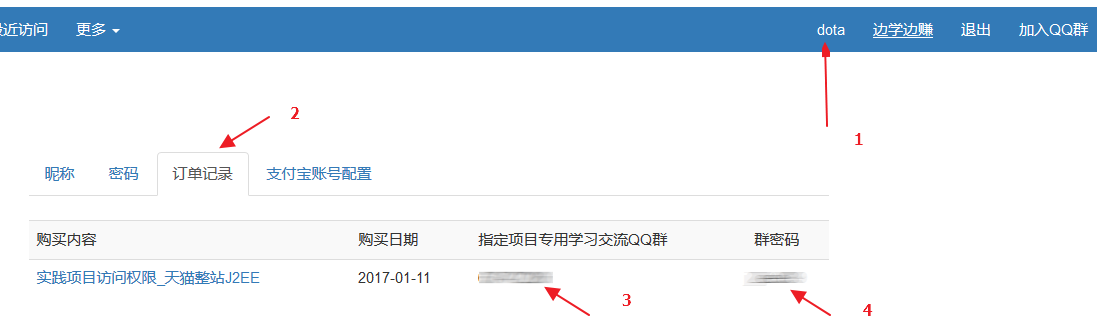 近访问 更多 dota 边学边赚 退出 加入QQ群
2
1
昵称 密码 订单记录 支付宝账号配置
购买内容 购买日期 指定项目专用学习交流QQ群 群密码
实践项目访问权限_天猫整站J2EE 2017-01-11
3
4